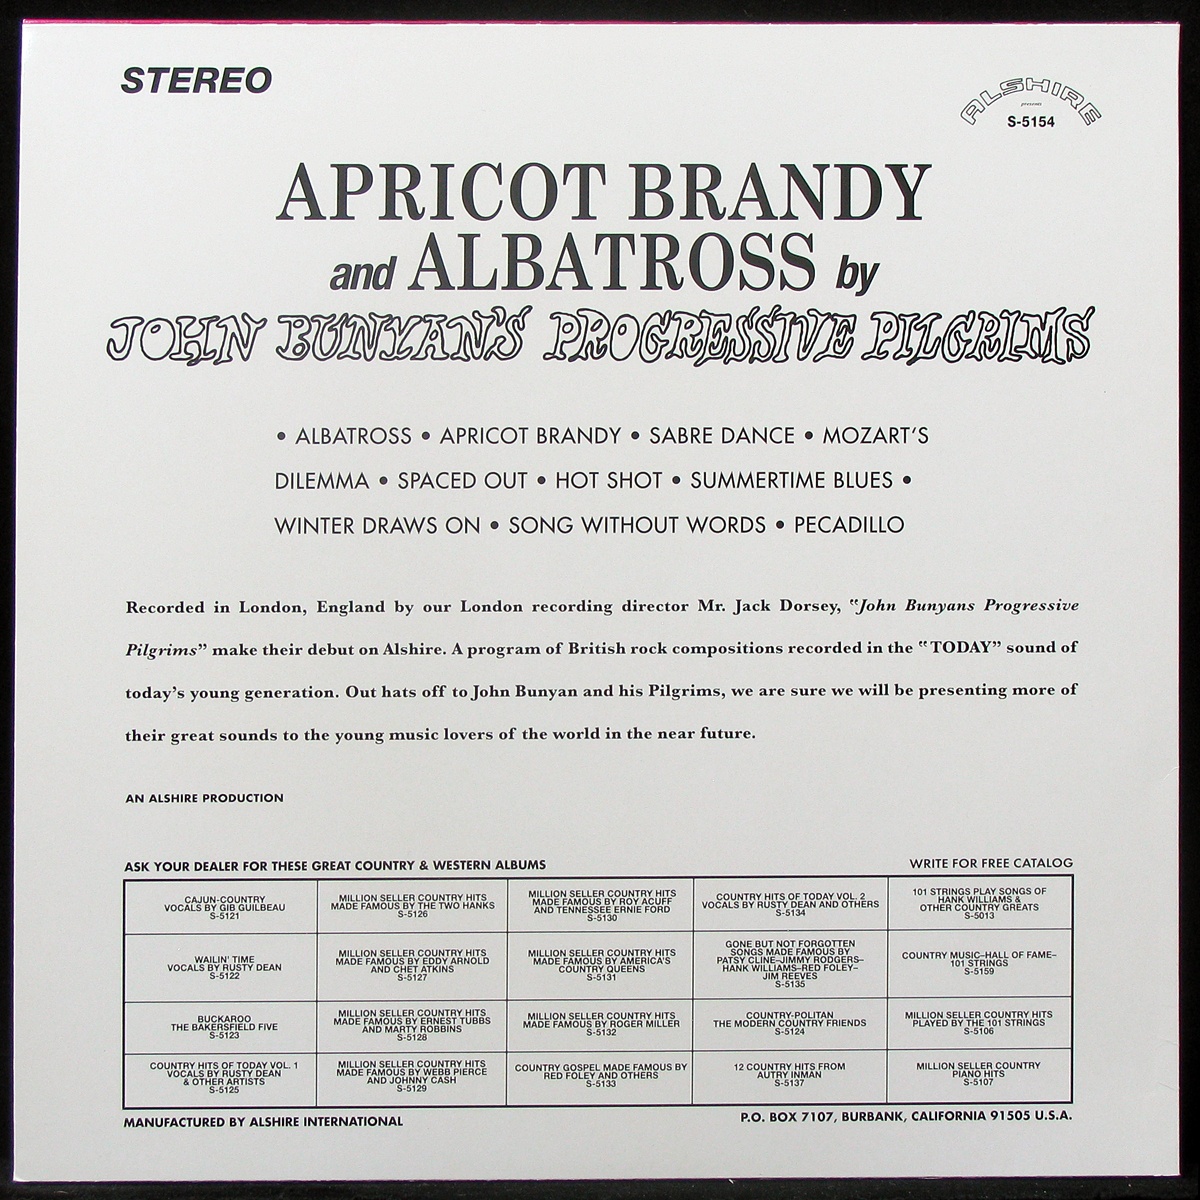 STEREO
ALSHIRE
presents
S-5154
APRICOT BRANDY
and ALBATROSS by
JOHN BUNYAN'S PROGRESSIVE PILGRIMS
• ALBATROSS • APRICOT BRANDY • SABRE DANCE • MOZART'S
DILEMMA • SPACED OUT • HOT SHOT • SUMMERTIME BLUES •
WINTER DRAWS ON • SONG WITHOUT WORDS • PECADILLO
Recorded in London, England by our London recording director Mr. Jack Dorsey, "John Bunyans Progressive
Pilgrims" make their debut on Alshire. A program of British rock compositions recorded in the "TODAY" sound of
today's young generation. Out hats off to John Bunyan and his Pilgrims, we are sure we will be presenting more of
their great sounds to the young music lovers of the world in the near future.
AN ALSHIRE PRODUCTION
ASK YOUR DEALER FOR THESE GREAT COUNTRY & WESTERN ALBUMS
WRITE FOR FREE CATALOG
CAJUN-COUNTRY
VOCALS BY GIB GUILBEAU
S-5121
MILLION SELLER COUNTRY HITS
MADE FAMOUS BY THE TWO HANKS
S-5126
MILLION SELLER COUNTRY HITS
MADE FAMOUS BY ROY ACUFF
AND TENNESSEE ERNIE FORD
S-5130
COUNTRY HITS OF TODAY VOL. 2
VOCALS BY RUSTY DEAN AND OTHERS
S-5134
101 STRINGS PLAY SONGS OF
HANK WILLIAMS &
OTHER COUNTRY GREATS
S-5013
WAILIN' TIME
VOCALS BY RUSTY DEAN
S-5122
MILLION SELLER COUNTRY HITS
MADE FAMOUS BY EDDY ARNOLD
AND CHET ATKINS
S-5127
MILLION SELLER COUNTRY HITS
MADE FAMOUS BY AMERICA'S
COUNTRY QUEENS
S-5131
GONE BUT NOT FORGOTTEN
SONGS MADE FAMOUS BY
PATSY CLINE–JIMMY RODGERS–
HANK WILLIAMS–RED FOLEY–
JIM REEVES
S-5135
COUNTRY MUSIC–HALL OF FAME–
101 STRINGS
S-5159
BUCKAROO
THE BAKERSFIELD FIVE
S-5123
MILLION SELLER COUNTRY HITS
MADE FAMOUS BY ERNEST TUBBS
AND MARTY ROBBINS
S-5128
MILLION SELLER COUNTRY HITS
MADE FAMOUS BY ROGER MILLER
S-5132
COUNTRY-POLITAN
THE MODERN COUNTRY FRIENDS
S-5124
MILLION SELLER COUNTRY HITS
PLAYED BY THE 101 STRINGS
S-5106
COUNTRY HITS OF TODAY VOL. 1
VOCALS BY RUSTY DEAN
& OTHER ARTISTS
S-5125
MILLION SELLER COUNTRY HITS
MADE FAMOUS BY WEBB PIERCE
AND JOHNNY CASH
S-5129
COUNTRY GOSPEL MADE FAMOUS BY
RED FOLEY AND OTHERS
S-5133
12 COUNTRY HITS FROM
AUTRY INMAN
S-5137
MILLION SELLER COUNTRY
PIANO HITS
S-5107
MANUFACTURED BY ALSHIRE INTERNATIONAL
P.O. BOX 7107, BURBANK, CALIFORNIA 91505 U.S.A.